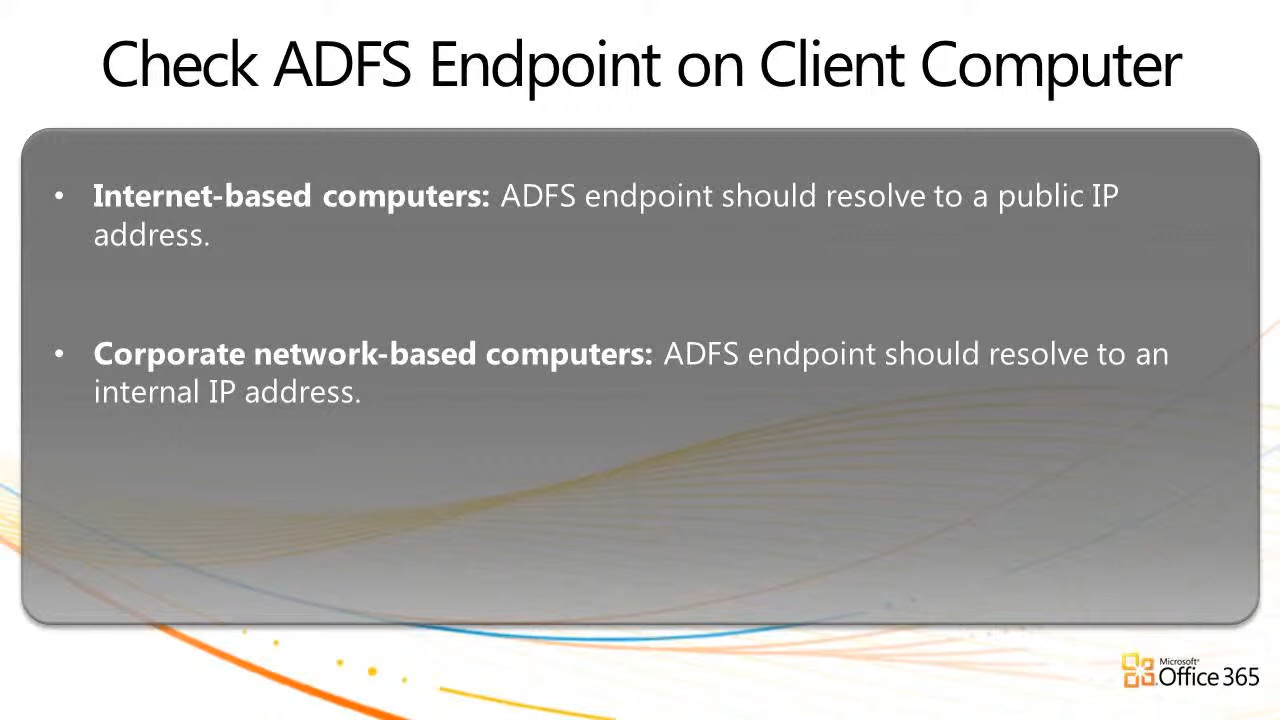 Check ADFS Endpoint on Client Computer
• Internet-based computers: ADFS endpoint should resolve to a public IP
address.
• Corporate network-based computers: ADFS endpoint should resolve to an
internal IP address.
Microsoft®
Office 365